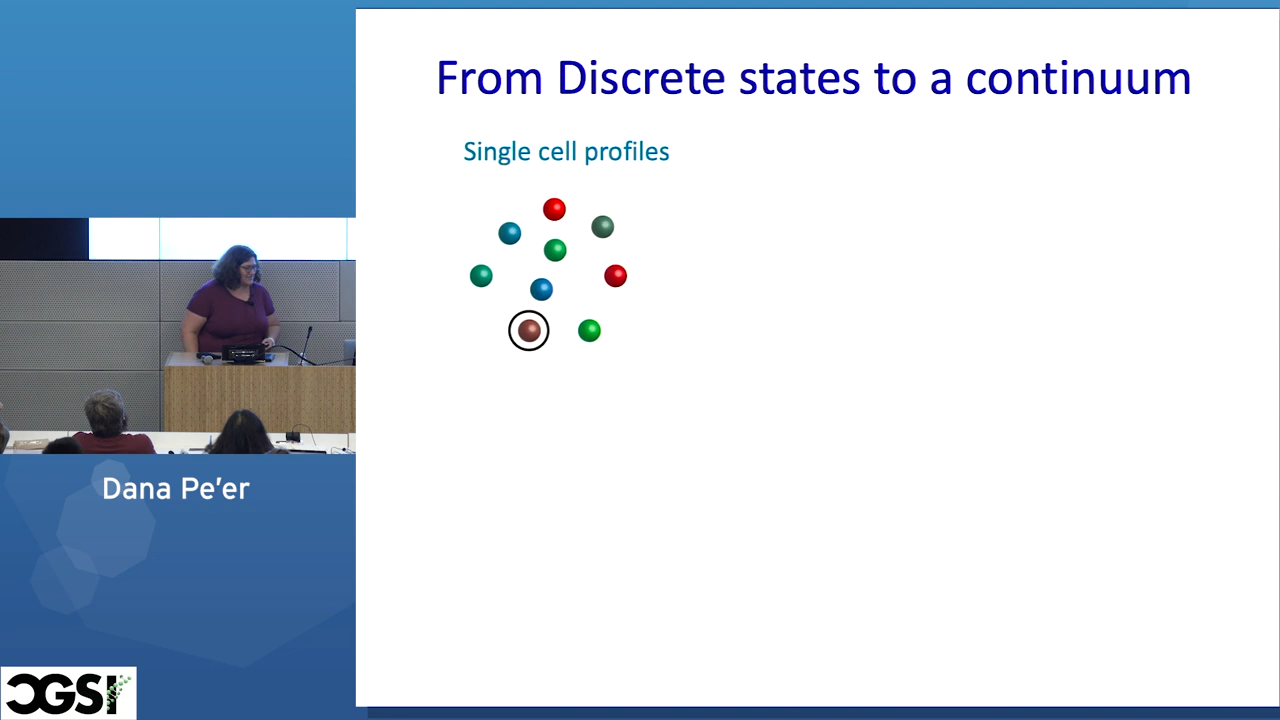 From Discrete states to a continuum
Single cell profiles
Dana Pe'er
CGSI